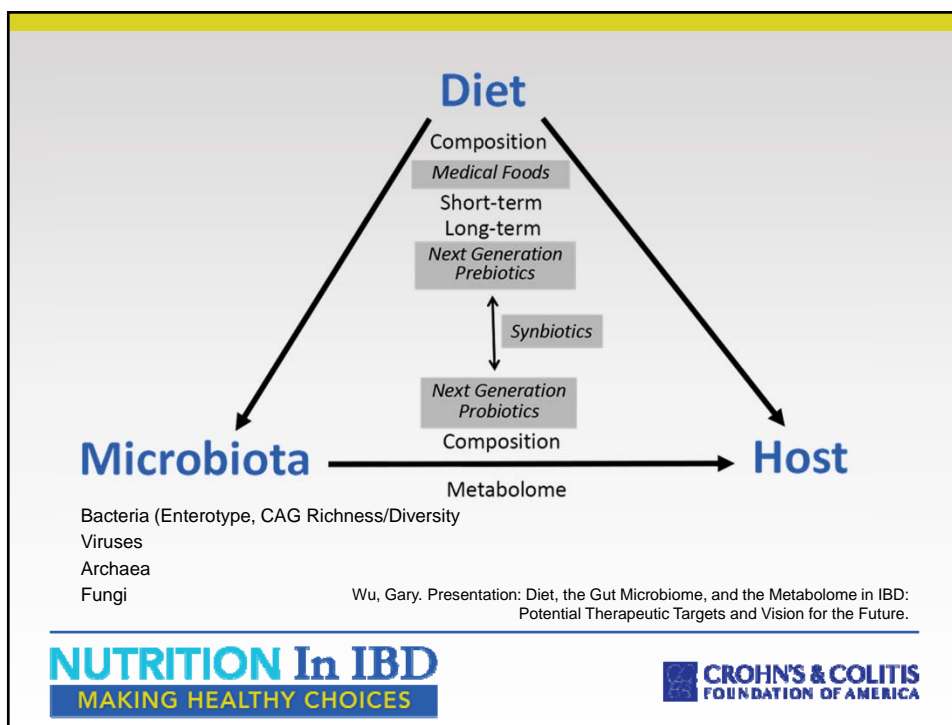 Diet
Composition
Medical Foods
Short-term
Long-term
Next Generation
Prebiotics
Synbiotics
Next Generation
Probiotics
Composition
Microbiota
Host
Metabolome
Bacteria (Enterotype, CAG Richness/Diversity
Viruses
Archaea
Fungi
Wu, Gary. Presentation: Diet, the Gut Microbiome, and the Metabolome in IBD:
Potential Therapeutic Targets and Vision for the Future.
NUTRITION In IBD
MAKING HEALTHY CHOICES
CROHN'S & COLITIS
FOUNDATION OF AMERICA